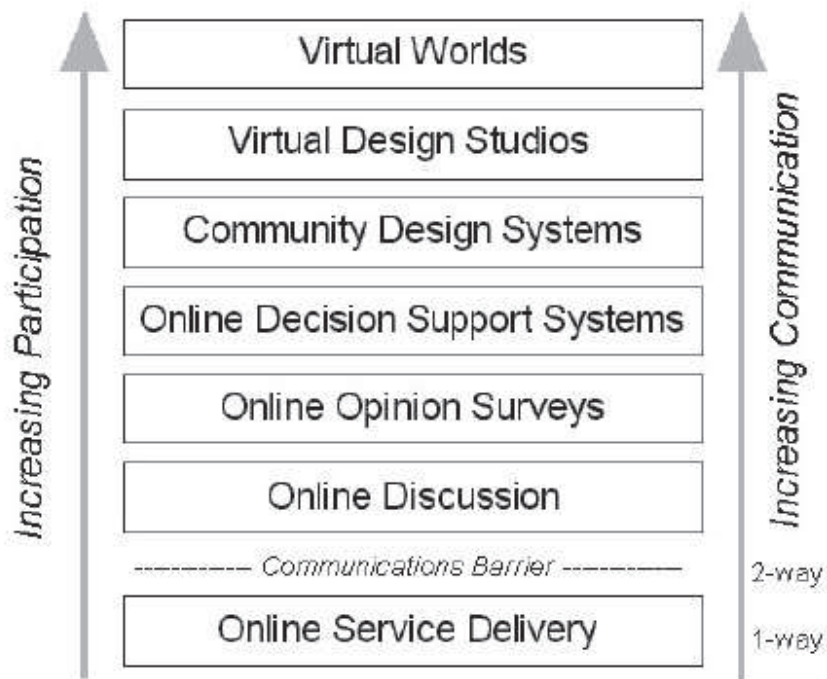 Virtual Worlds
Virtual Design Studios
Community Design Systems
Online Decision Support Systems
Online Opinion Surveys
Online Discussion
Communications Barrier
2-way
Online Service Delivery
1-way
Increasing Participation
Increasing Communication